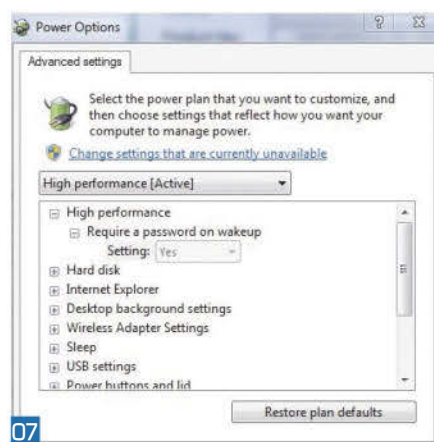 Power Options
Advanced settings
Select the power plan that you want to customize, and
then choose settings that reflect how you want your
computer to manage power.
Change settings that are currently unavailable
High performance [Active]
High performance
Require a password on wakeup
Setting: Yes
Hard disk
Internet Explorer
Desktop background settings
Wireless Adapter Settings
Sleep
USB settings
Power buttons and lid
Restore plan defaults
07